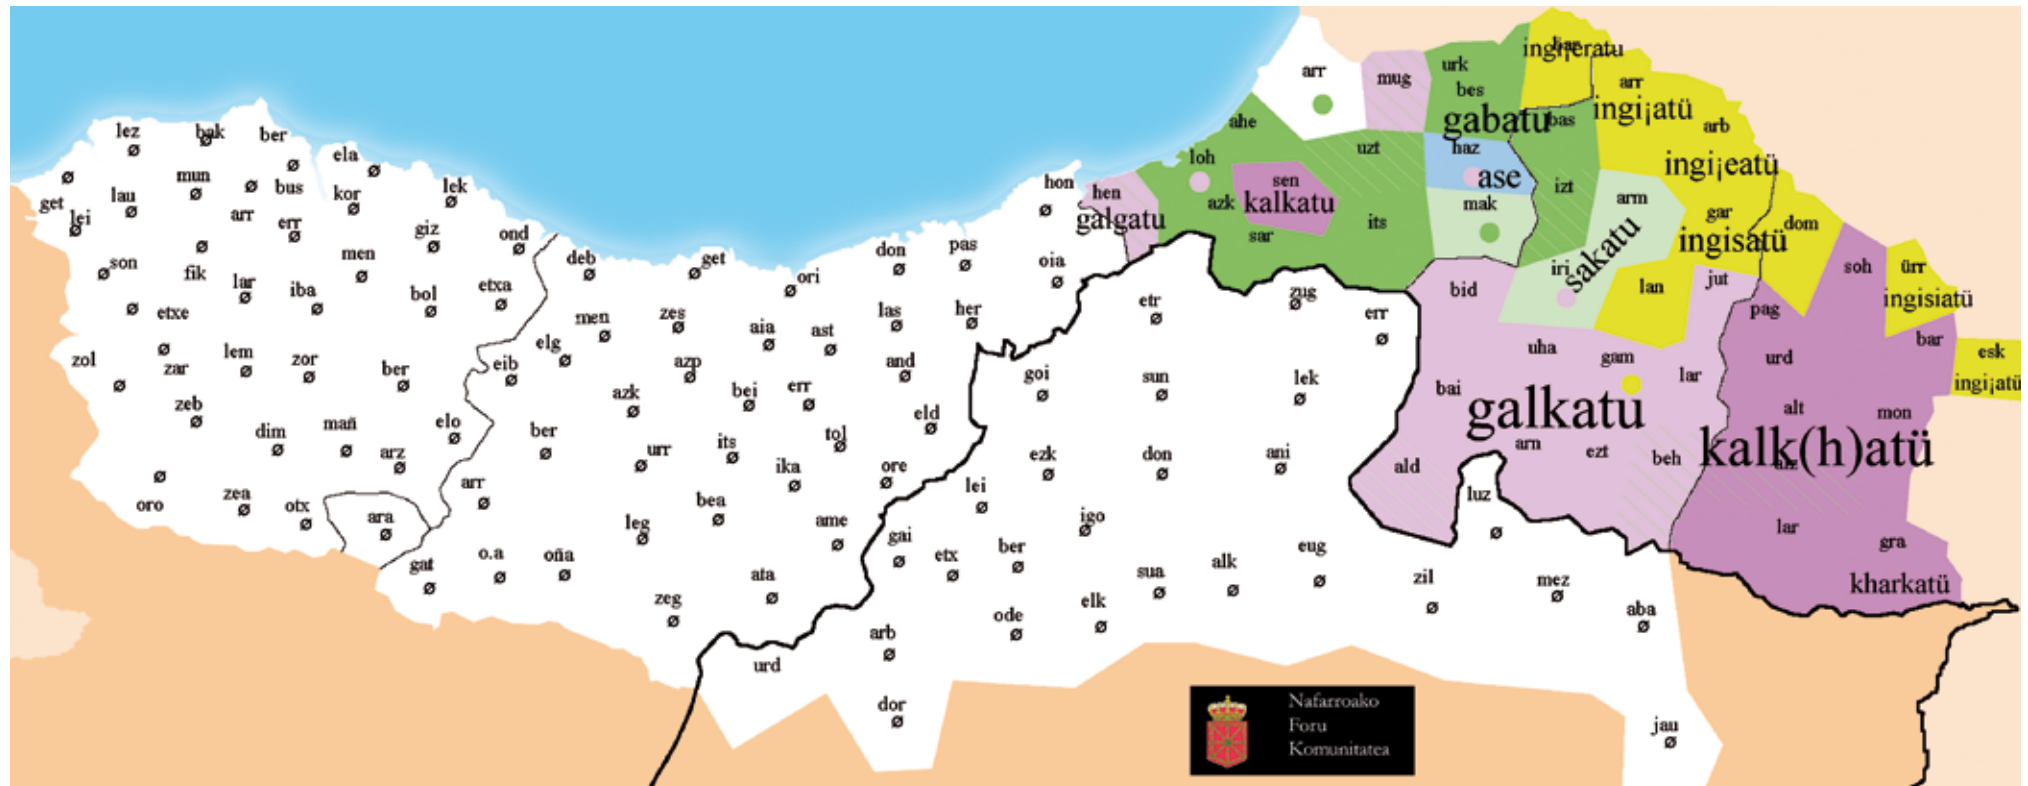 lez
bak
ber
ela
get
lei
lau
mun
arr
bus
kor
lek
err
giz
ond
son
fik
men
lar
iba
bol
etxa
etxe
zol
zar
lem
zor
ber
zeb
dim
mañ
arz
elo
oro
zea
otx
ara
deb
get
ori
don
pas
hon
oia
men
zes
aia
ast
las
her
elg
eib
azp
and
azk
bei
err
eld
ber
urr
its
tol
ika
ore
arr
bea
ame
leg
gat
o.a
oña
ata
zeg
etr
zug
err
goi
sun
lek
ezk
don
ani
lei
igo
gai
etx
ber
sua
alk
eug
ode
elk
arb
urd
dor
luz
zil
mez
aba
jau
arr
mug
urk
bes
gabatu
ingi¡eratu
arr
ingi¡atü
arb
bas
ahe
loh
uzt
haz
ase
ingi¡eatü
hen
galgatu
azk
sen
kalkatu
sar
its
mak
izt
arm
gar
ingisatü
dom
iri
sakatu
lan
jut
soh
ürr
ingisiatü
bid
pag
uha
gam
lar
urd
bar
esk
ingi¡atü
bai
galkatu
alt
mon
arn
ezt
beh
kalk(h)atü
ald
lar
gra
kharkatü
Nafarroako
Foru
Komunitatea